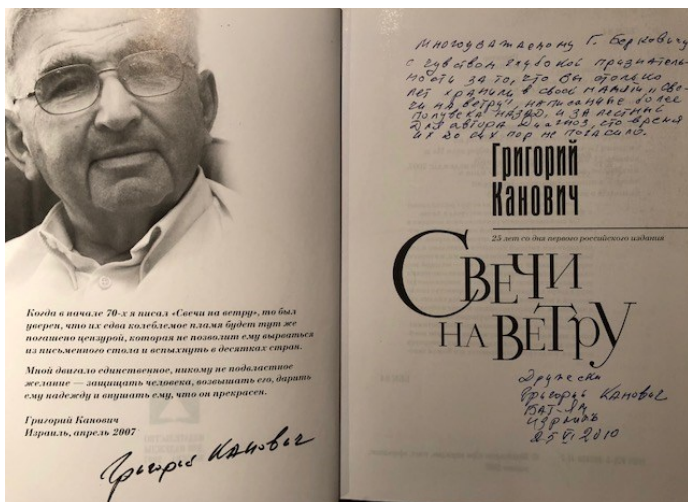 Когда в начале 70-х я писал «Свечи на ветру», то был
уверен, что их едва колеблемое пламя будет тут же
погашено цензурой, которая не позволит ему вырваться
из письменного стола и вспыхнуть в десятках стран.
Мной двигало единственное, никому не подвластное
желание — защищать человека, возвышать его, дарить
ему надежду и внушать ему, что он прекрасен.
Григорий Канович
Израиль, апрель 2007
Григорий Канович
Многоуважаемому Г. Берковичу
с чувством глубокой признатель-
ности за то, что Вы столько
лет хранили в своей памяти „Све-
чи на ветру", написанные более
полувека назад, и за лестный
для автора диагноз, что время
их до сих пор не погасило.
Григорий
Канович
25 лет со дня первого российского издания
Свечи
на ветру
Дружески
Григорий Канович
Бат-Ям
Израиль
25 VI 2010